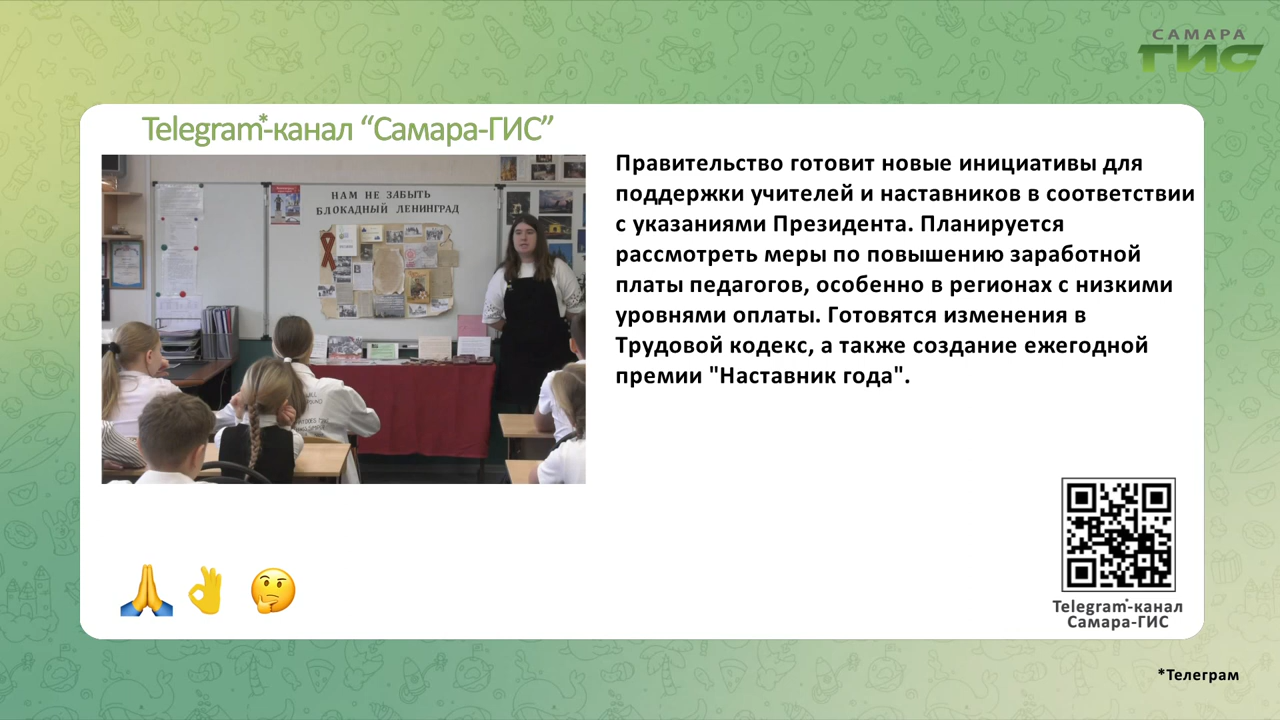 САМАРА
ГИС
Telegram*-канал “Самара-ГИС”
НАМ НЕ ЗАБЫТЬ
БЛОКАДНЫЙ ЛЕНИНГРАД
Правительство готовит новые инициативы для
поддержки учителей и наставников в соответствии
с указаниями Президента. Планируется
рассмотреть меры по повышению заработной
платы педагогов, особенно в регионах с низкими
уровнями оплаты. Готовятся изменения в
Трудовой кодекс, а также создание ежегодной
премии "Наставник года".
Telegram*-канал
Самара-ГИС
*Телеграм